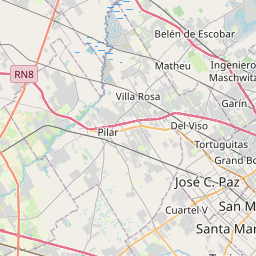 Belén de Escobar
Matheu
Ingeniero
Maschwitz
RN8
Villa Rosa
Garín
Pilar
Del Viso
Tortuguitas
Grand Bo
José C. Paz
Cuartel V
San M
Santa Mar